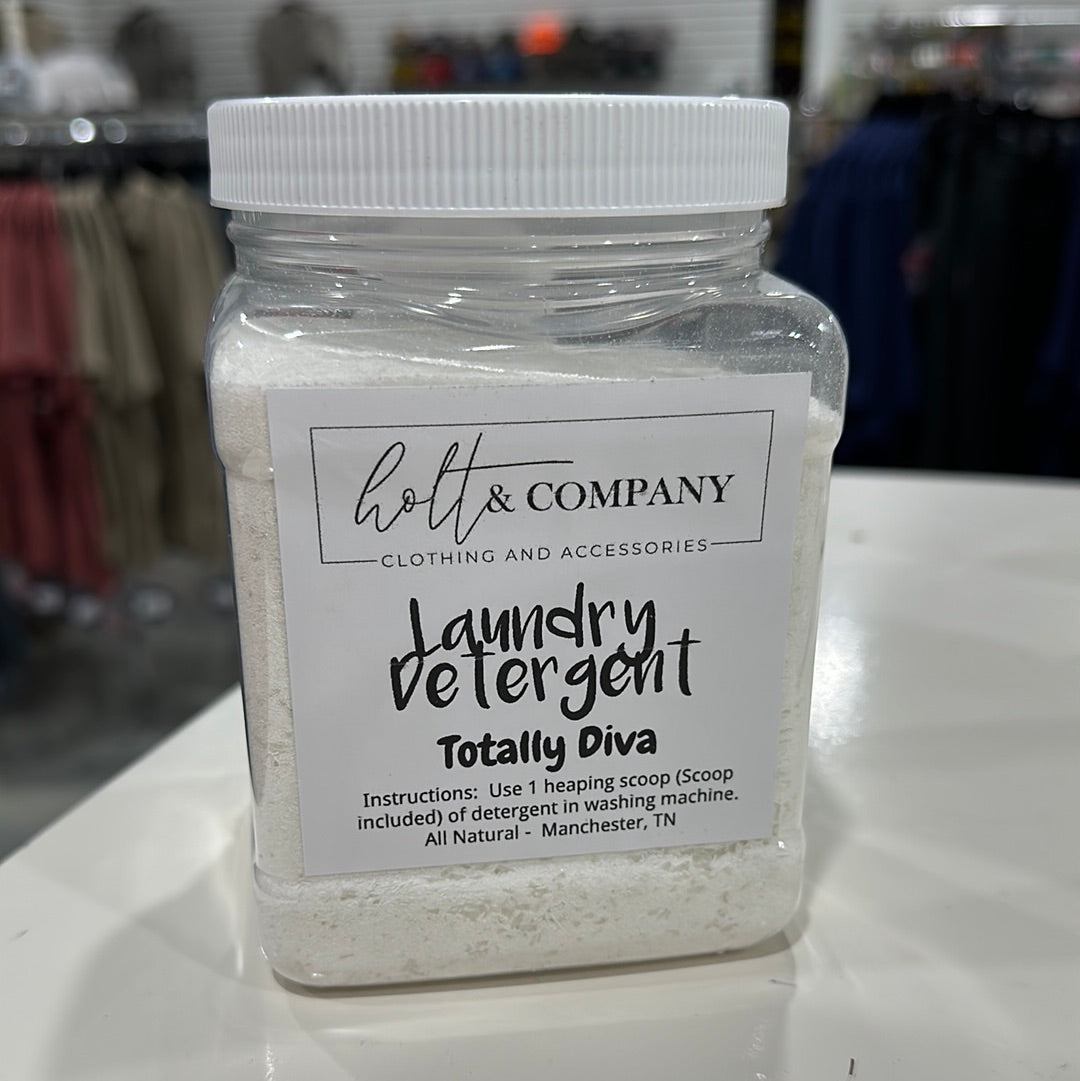 holt & COMPANY
CLOTHING AND ACCESSORIES
Laundry
Detergent
Totally Diva
Instructions: Use 1 heaping scoop (Scoop
included) of detergent in washing machine.
All Natural - Manchester, TN